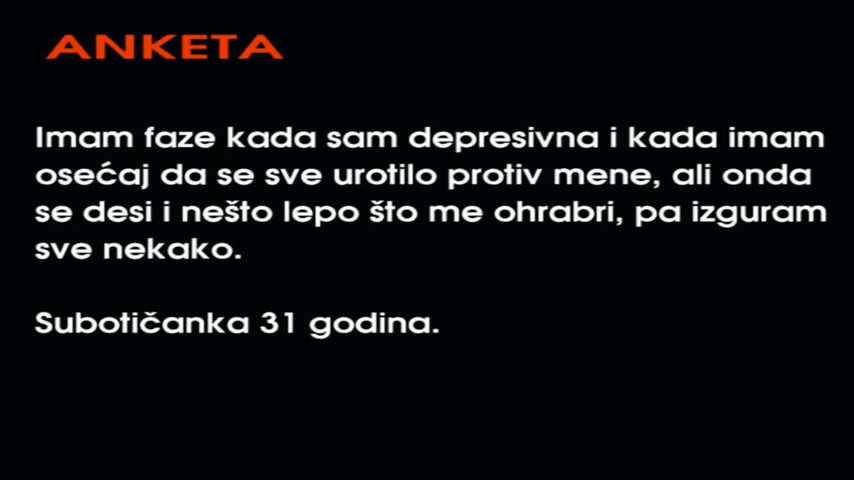 ANKETA
Imam faze kada sam depresivna i kada imam
osećaj da se sve urotilo protiv mene, ali onda
se desi i nešto lepo što me ohrabri, pa izguram
sve nekako.
Subotičanka 31 godina.